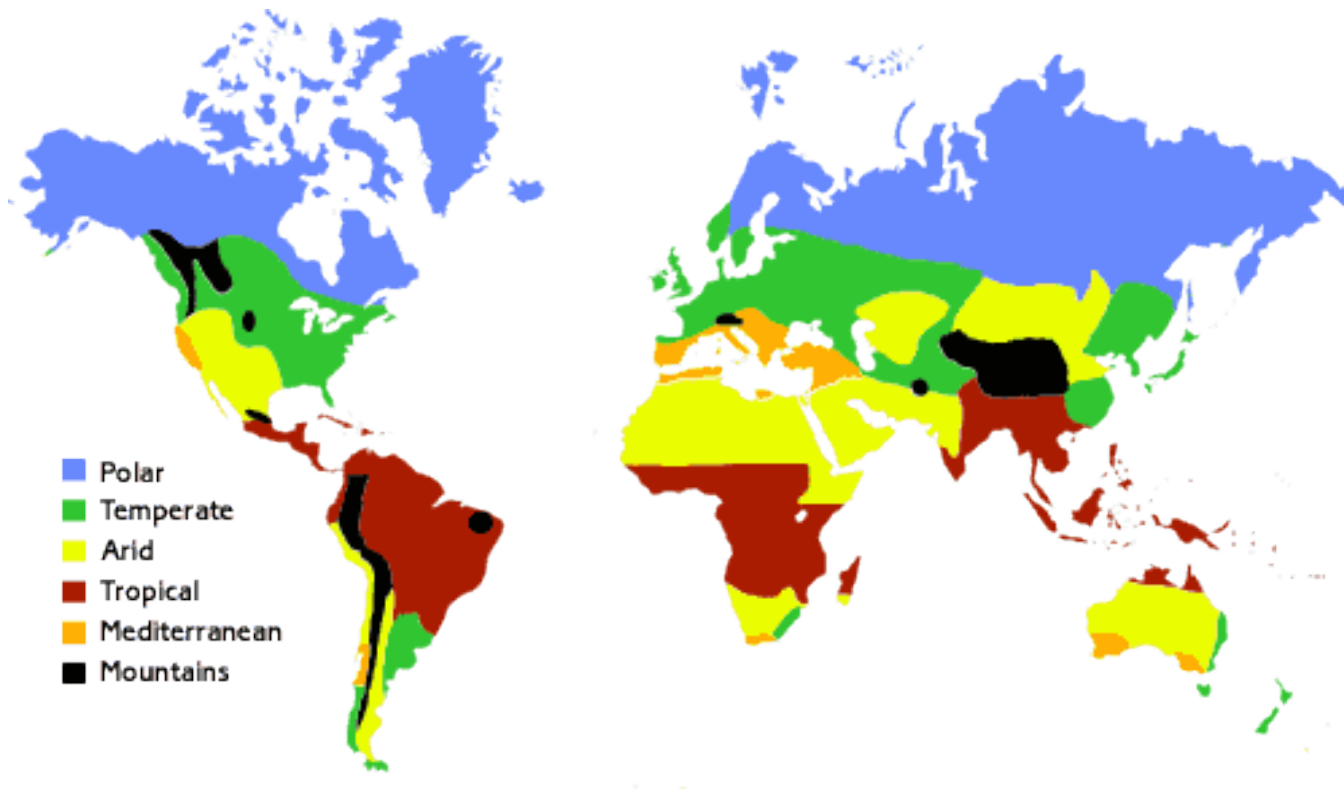 Polar
Temperate
Arid
Tropical
Mediterranean
Mountains